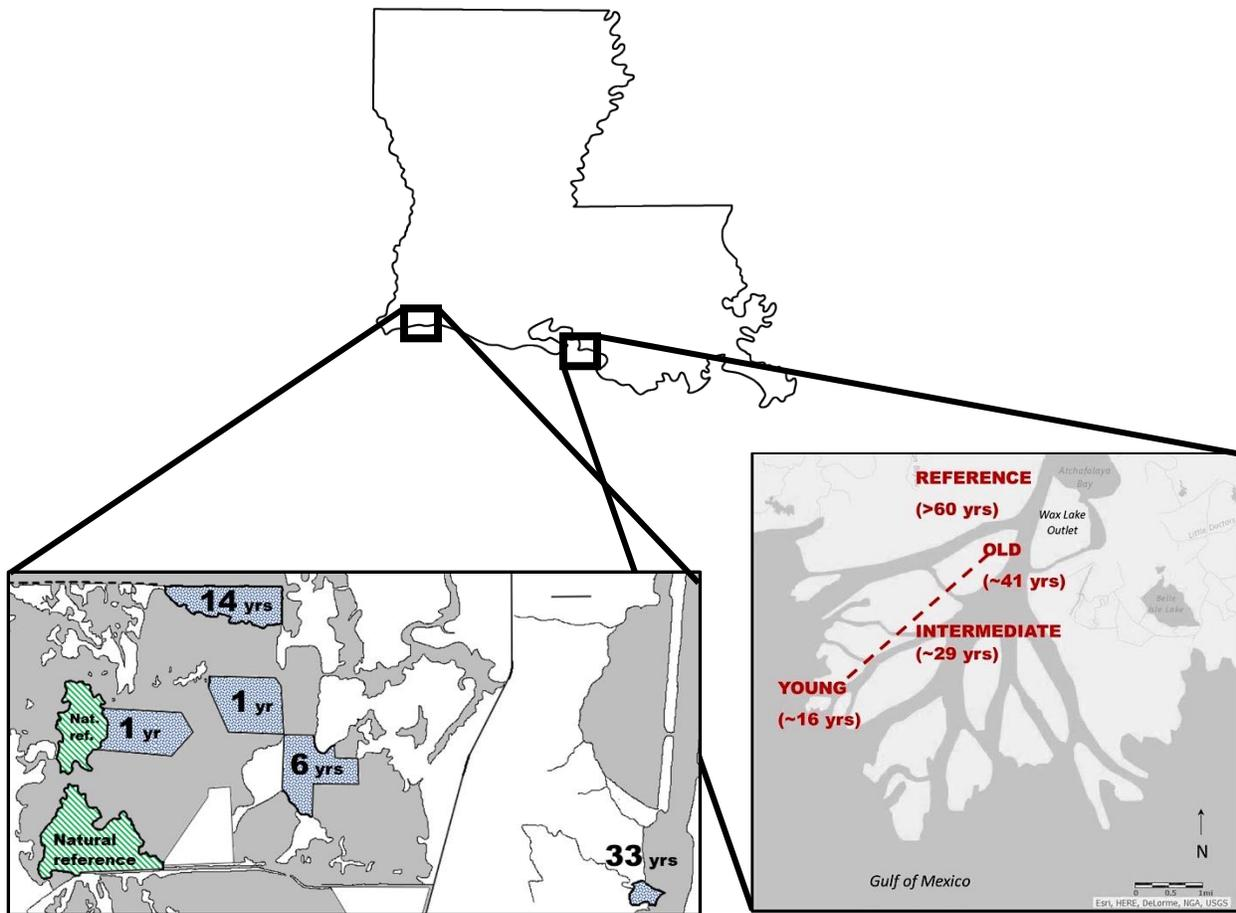 14 yrs
1 yr
Nat.
ref.
1 yr
6 yrs
Natural
reference
33 yrs
Atchafalaya
Bay
REFERENCE
(>60 yrs)
Wax Lake
Outlet
Little Doctors
OLD
(~41 yrs)
Belle
Isle Lake
INTERMEDIATE
(~29 yrs)
YOUNG
(~16 yrs)
N
Gulf of Mexico
0 0.5 1mi
Esri, HERE, DeLorme, NGA, USGS